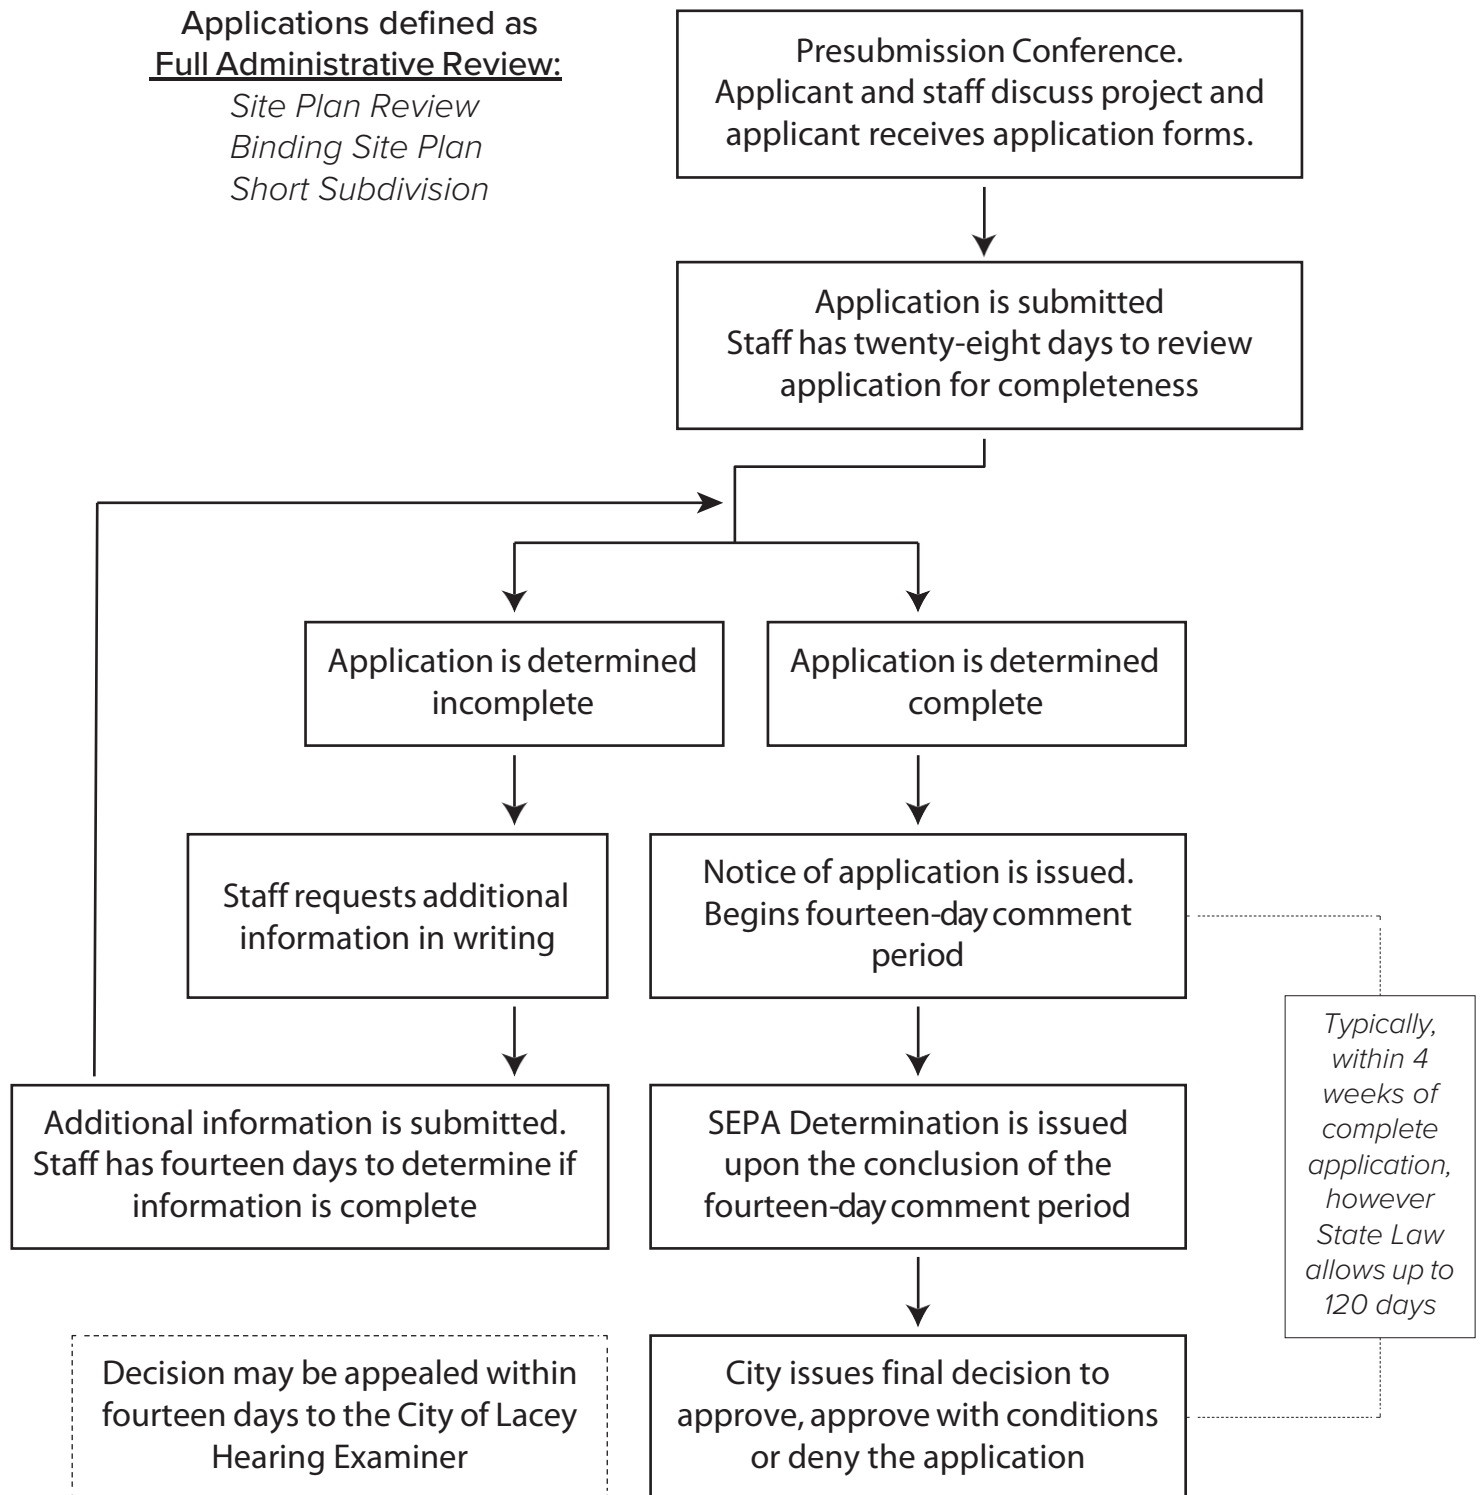 Applications defined as
Full Administrative Review:
Site Plan Review
Binding Site Plan
Short Subdivision
Presubmission Conference.
Applicant and staff discuss project and
applicant receives application forms.
Application is submitted
Staff has twenty-eight days to review
application for completeness
Application is determined
incomplete
Application is determined
complete
Staff requests additional
information in writing
Notice of application is issued.
Begins fourteen-day comment
period
Additional information is submitted.
Staff has fourteen days to determine if
information is complete
SEPA Determination is issued
upon the conclusion of the
fourteen-day comment period
Typically,
within 4
weeks of
complete
application,
however
State Law
allows up to
120 days
Decision may be appealed within
fourteen days to the City of Lacey
Hearing Examiner
City issues final decision to
approve, approve with conditions
or deny the application